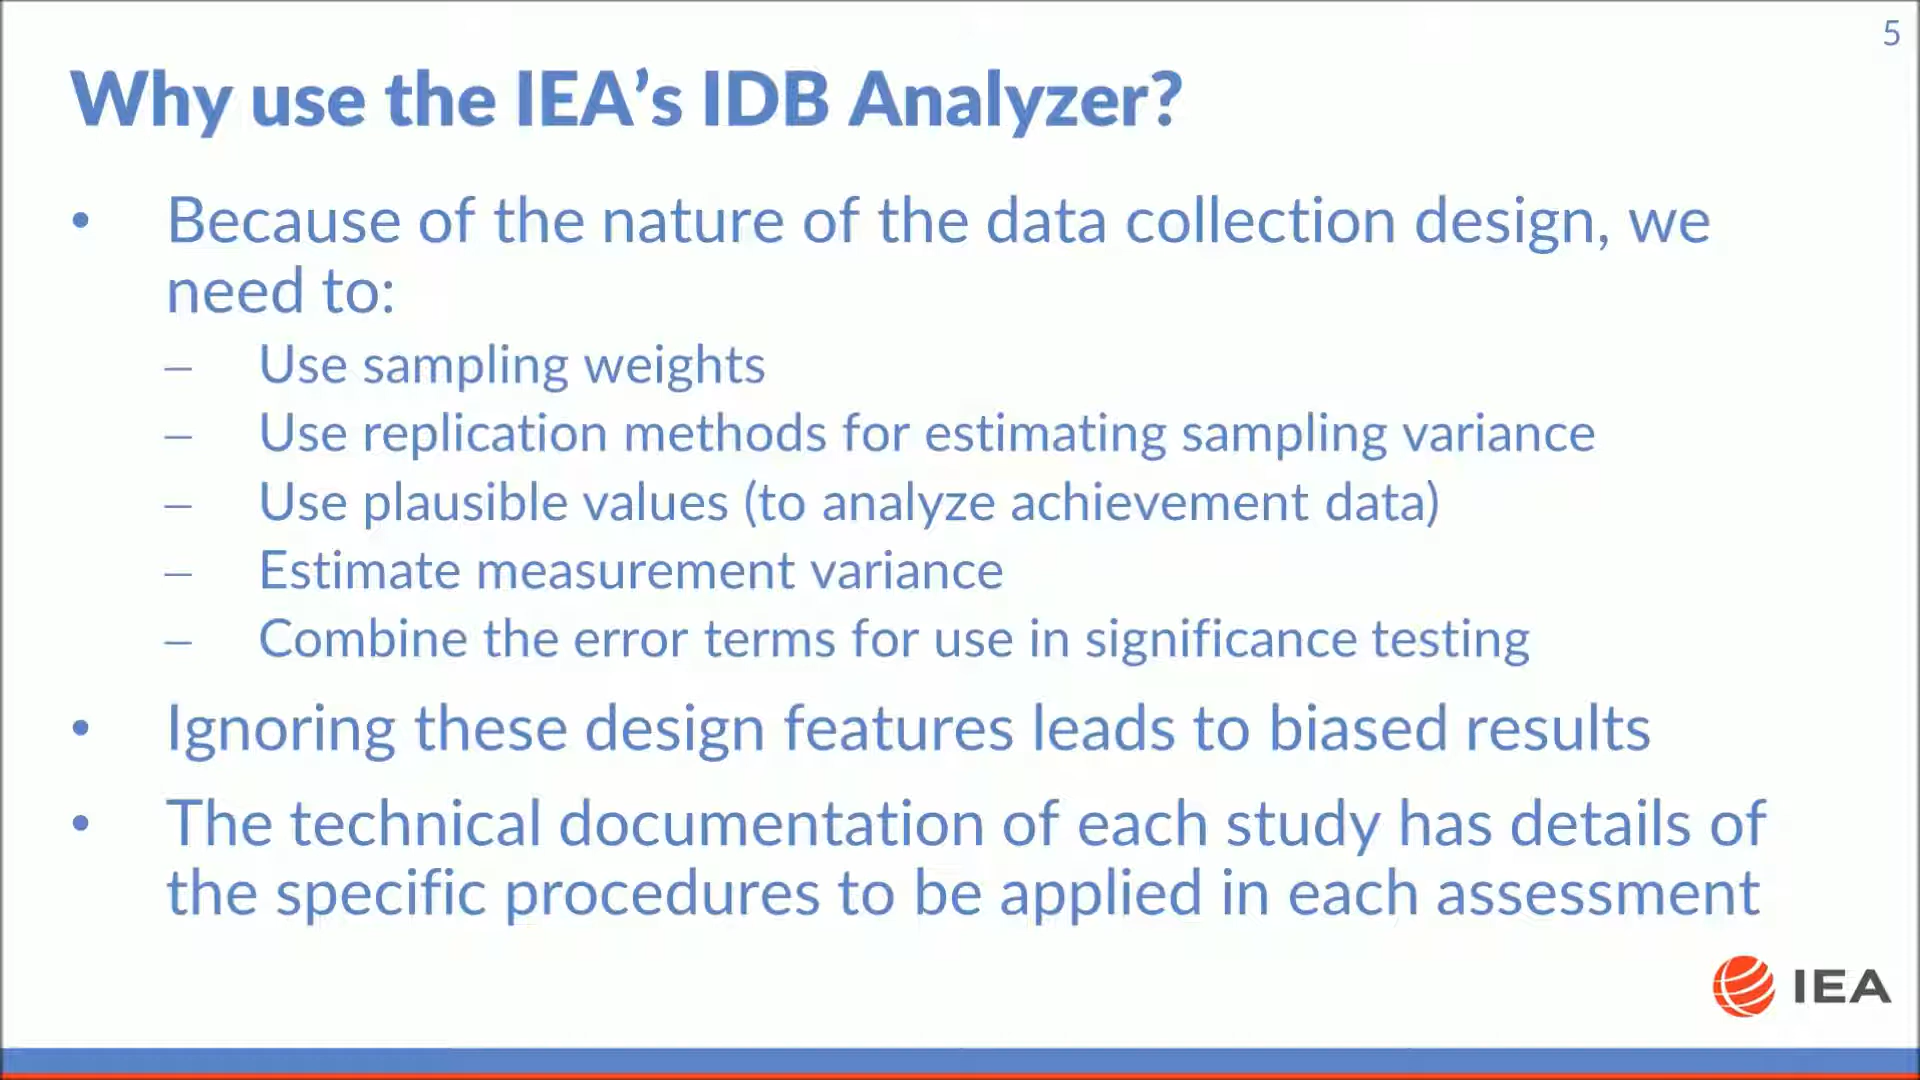 5
Why use the IEA’s IDB Analyzer?
• Because of the nature of the data collection design, we
need to:
– Use sampling weights
– Use replication methods for estimating sampling variance
– Use plausible values (to analyze achievement data)
– Estimate measurement variance
– Combine the error terms for use in significance testing
• Ignoring these design features leads to biased results
• The technical documentation of each study has details of
the specific procedures to be applied in each assessment
IEA